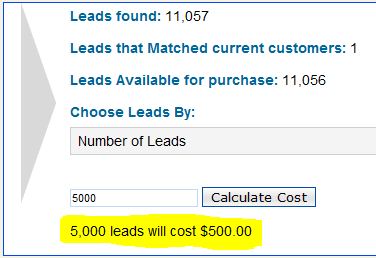 Leads found: 11,057
Leads that Matched current customers: 1
Leads Available for purchase: 11,056
Choose Leads By:
Number of Leads
5000 Calculate Cost
5,000 leads will cost $500.00